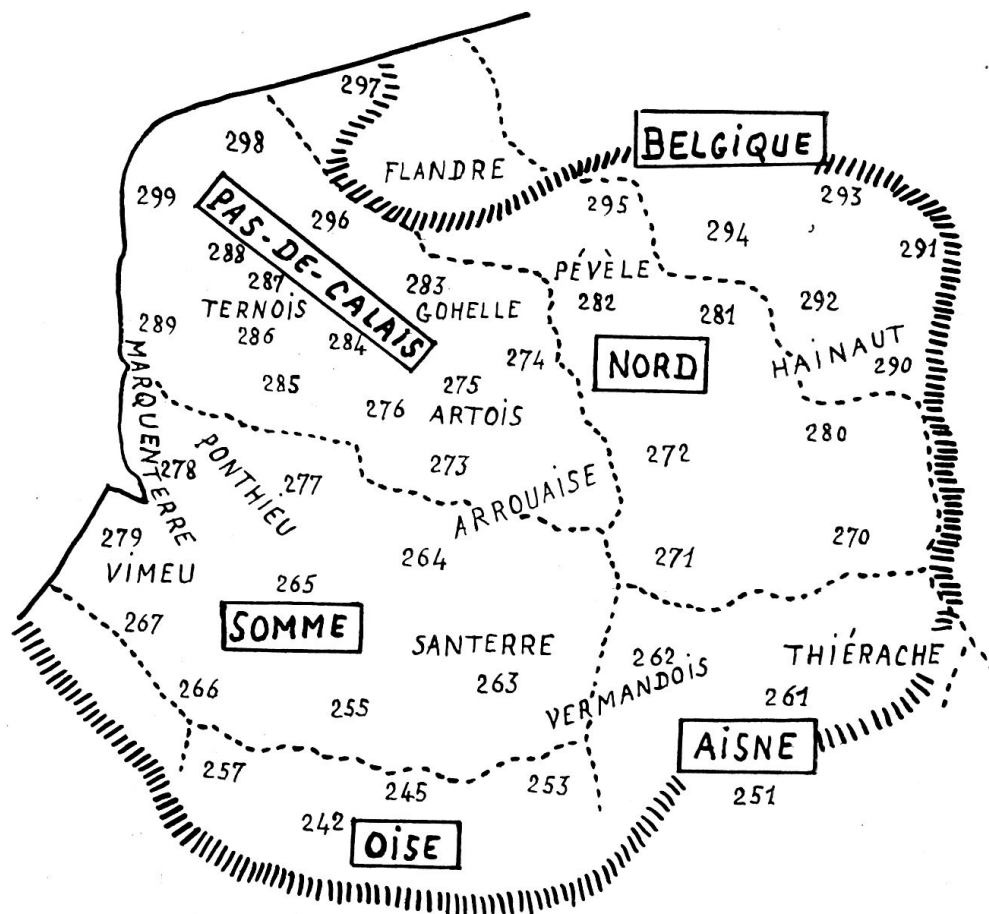 297
BELGiQUE
298
FLANDRE
299
PAS-DE-CALAiS
296
295
293
294
291
288
287
283
PÉVÈLE
282
281
292
TERNOiS
GOHELLE
289
286
284
274
NORD
HAiNAUT
290
MARQUENTERRE
285
275
276
ARTOiS
280
278
PONTHiEU
277
273
272
ARROUAiSE
279
ViMEU
264
271
270
265
267
SOMME
SANTERRE
262
THiÉRACHE
266
255
263
VERMANDOiS
261
AiSNE
257
245
253
251
242
OiSE